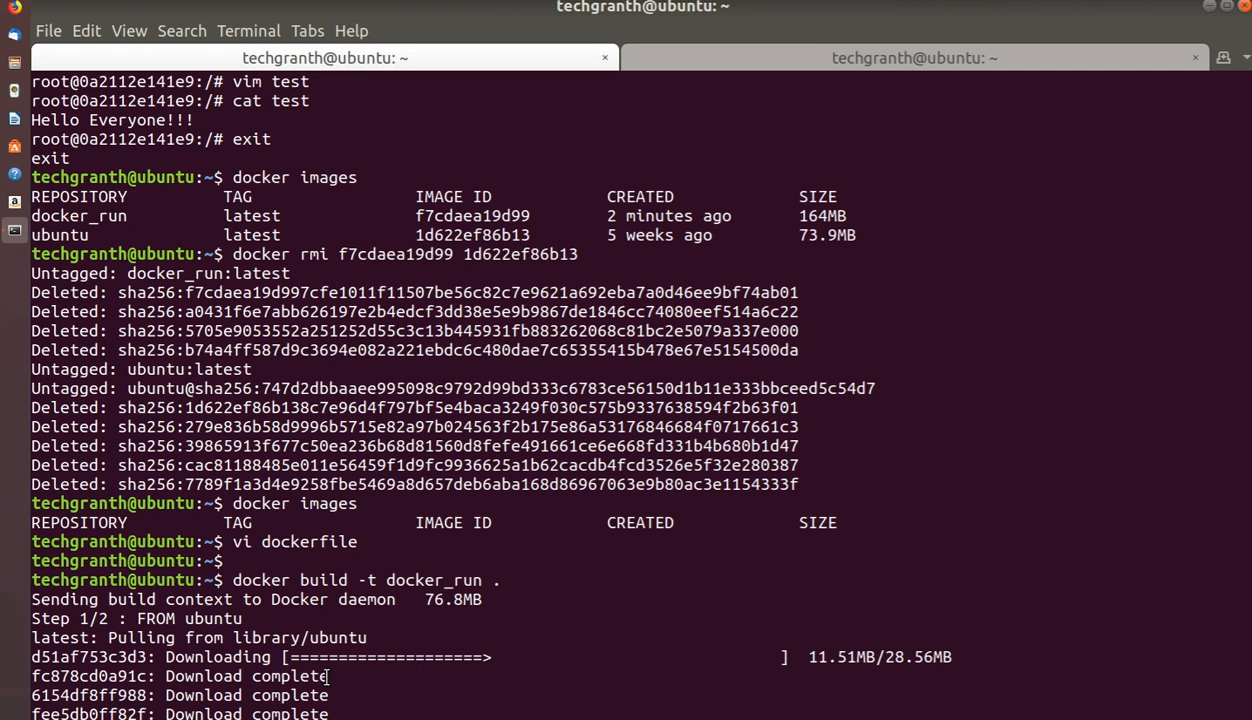 techgranth@ubuntu: ~
File Edit View Search Terminal Tabs Help
techgranth@ubuntu: ~ × techgranth@ubuntu: ~ ×
root@0a2112e141e9:/# vim test
root@0a2112e141e9:/# cat test
Hello Everyone!!!
root@0a2112e141e9:/# exit
exit
techgranth@ubuntu:~$ docker images
REPOSITORY TAG IMAGE ID CREATED SIZE
docker_run latest f7cdaea19d99 2 minutes ago 164MB
ubuntu latest 1d622ef86b13 5 weeks ago 73.9MB
techgranth@ubuntu:~$ docker rmi f7cdaea19d99 1d622ef86b13
Untagged: docker_run:latest
Deleted: sha256:f7cdaea19d997cfe1011f11507be56c82c7e9621a692eba7a0d46ee9bf74ab01
Deleted: sha256:a0431f6e7abb626197e2b4edcf3dd38e5e9b9867de1846cc74080eef514a6c22
Deleted: sha256:5705e9053552a251252d55c3c13b445931fb883262068c81bc2e5079a337e000
Deleted: sha256:b74a4ff587d9c3694e082a221ebdc6c480dae7c65355415b478e67e5154500da
Untagged: ubuntu:latest
Untagged: ubuntu@sha256:747d2dbbaaee995098c9792d99bd333c6783ce56150d1b11e333bbceed5c54d7
Deleted: sha256:1d622ef86b138c7e96d4f797bf5e4baca3249f030c575b9337638594f2b63f01
Deleted: sha256:279e836b58d9996b5715e82a97b024563f2b175e86a53176846684f0717661c3
Deleted: sha256:39865913f677c50ea236b68d81560d8fefe491661ce6e668fd331b4b680b1d47
Deleted: sha256:cac81188485e011e56459f1d9fc9936625a1b62cacdb4fcd3526e5f32e280387
Deleted: sha256:7789f1a3d4e9258fbe5469a8d657deb6aba168d86967063e9b80ac3e1154333f
techgranth@ubuntu:~$ docker images
REPOSITORY TAG IMAGE ID CREATED SIZE
techgranth@ubuntu:~$ vi dockerfile
techgranth@ubuntu:~$
techgranth@ubuntu:~$ docker build -t docker_run .
Sending build context to Docker daemon 76.8MB
Step 1/2 : FROM ubuntu
latest: Pulling from library/ubuntu
d51af753c3d3: Downloading [====================> ] 11.51MB/28.56MB
fc878cd0a91c: Download complete
6154df8ff988: Download complete
fee5db0ff82f: Download complete